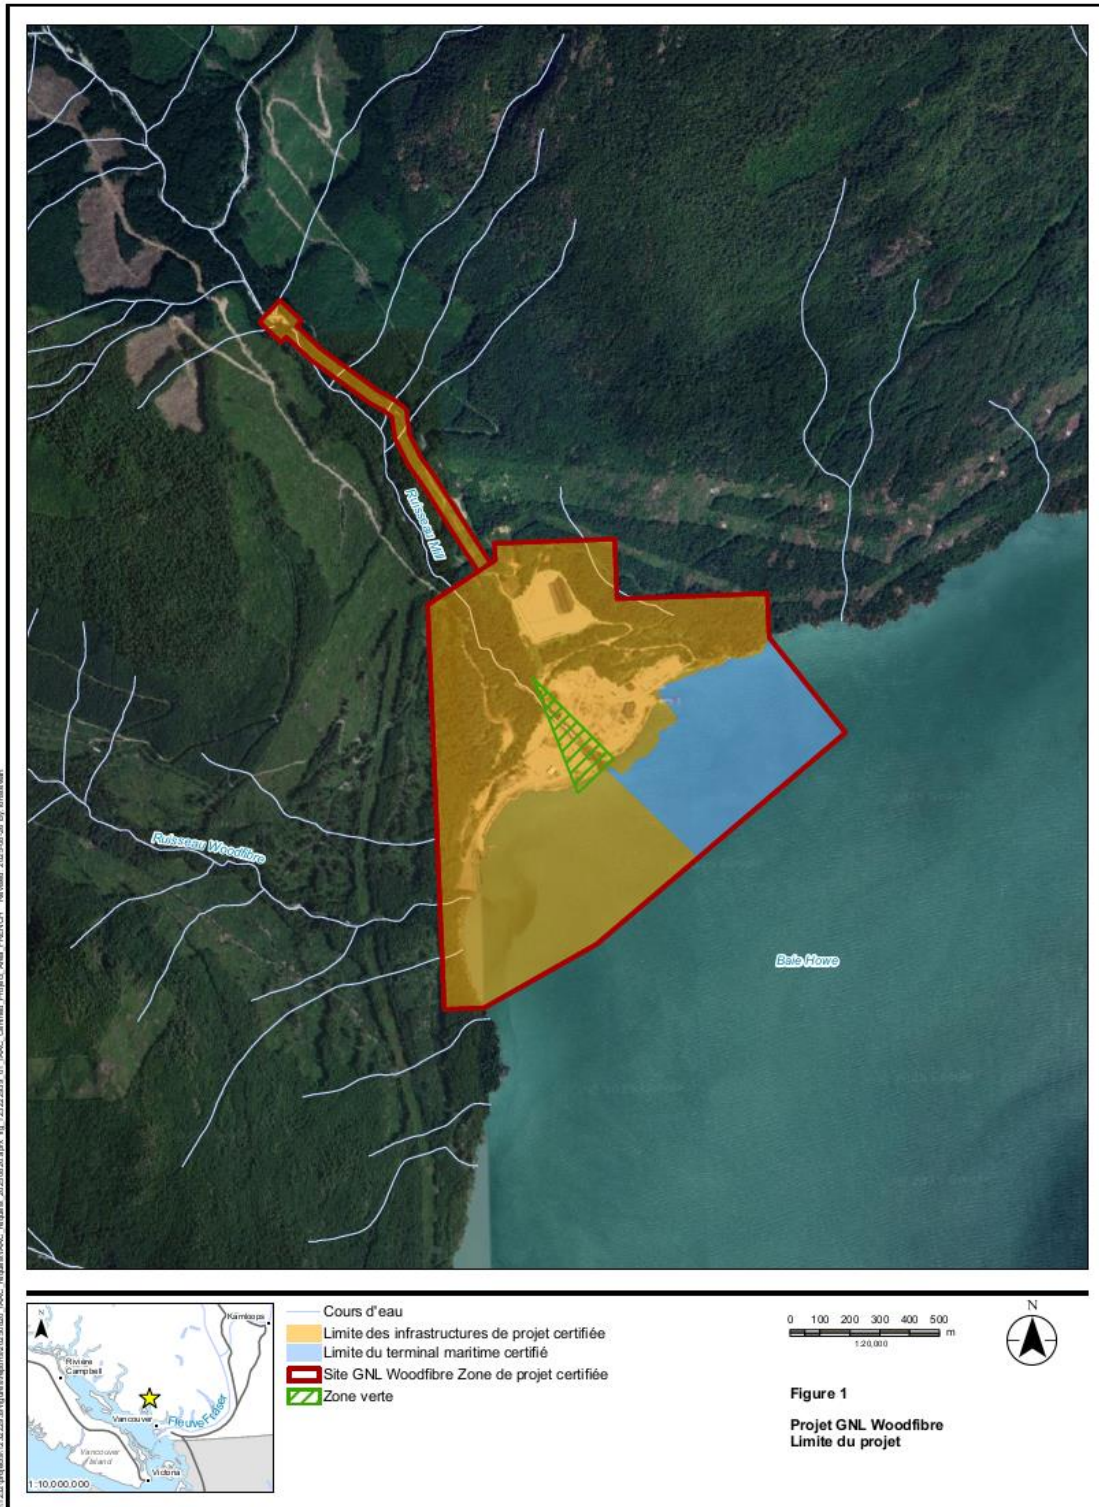 Ruisseau Mill
Ruisseau Woodfibre
Baie Howe
N
Kamloops
Rivière
Campbell
Vancouver
Fleuve Fraser
Vancouver
Island
Victoria
1:10,000,000
Cours d'eau
Limite des infrastructures de projet certifiée
Limite du terminal maritime certifié
Site GNL Woodfibre Zone de projet certifiée
Zone verte
0 100 200 300 400 500
m
1:20,000
N
Figure 1
Projet GNL Woodfibre
Limite du projet